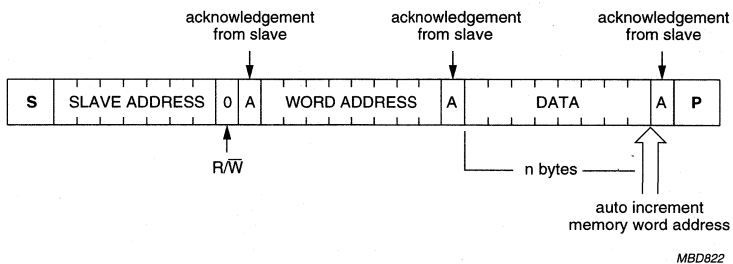 acknowledgement
from slave
acknowledgement
from slave
acknowledgement
from slave
S SLAVE ADDRESS 0 A WORD ADDRESS A DATA A P
R/W̅
n bytes
auto increment
memory word address
MBD822